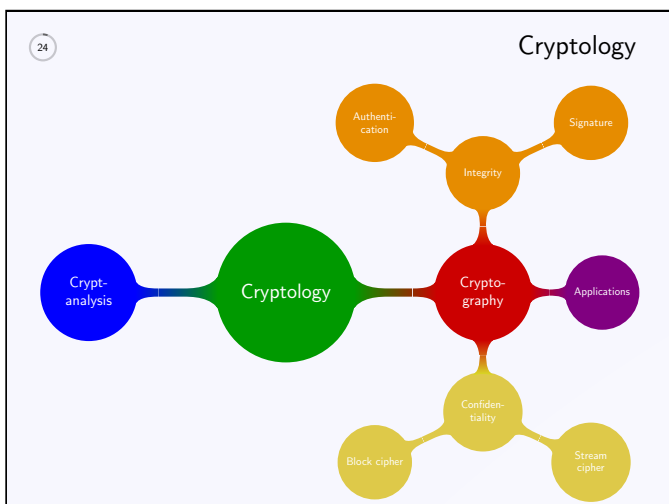 24
Cryptology
Authenti-
cation
Signature
Integrity
Crypt-
analysis
Cryptology
Crypto-
graphy
Applications
Confiden-
tiality
Block cipher
Stream
cipher